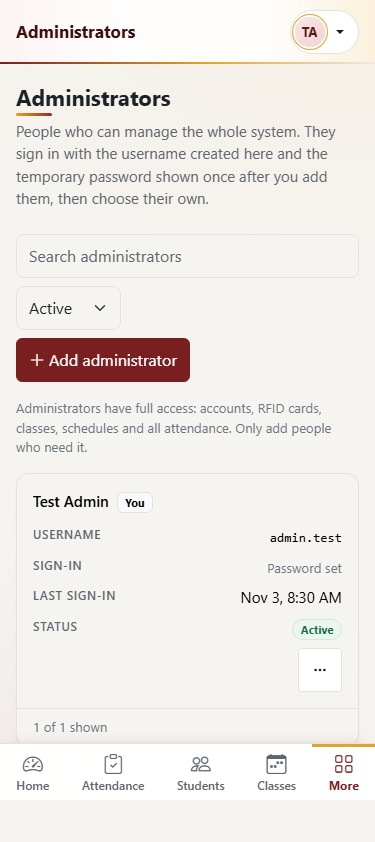 Administrators
TA
Administrators
People who can manage the whole system. They
sign in with the username created here and the
temporary password shown once after you add
them, then choose their own.
Search administrators
Active
+ Add administrator
Administrators have full access: accounts, RFID cards,
classes, schedules and all attendance. Only add people
who need it.
Test Admin You
USERNAME admin.test
SIGN-IN Password set
LAST SIGN-IN Nov 3, 8:30 AM
STATUS Active
...
1 of 1 shown
Home Attendance Students Classes More